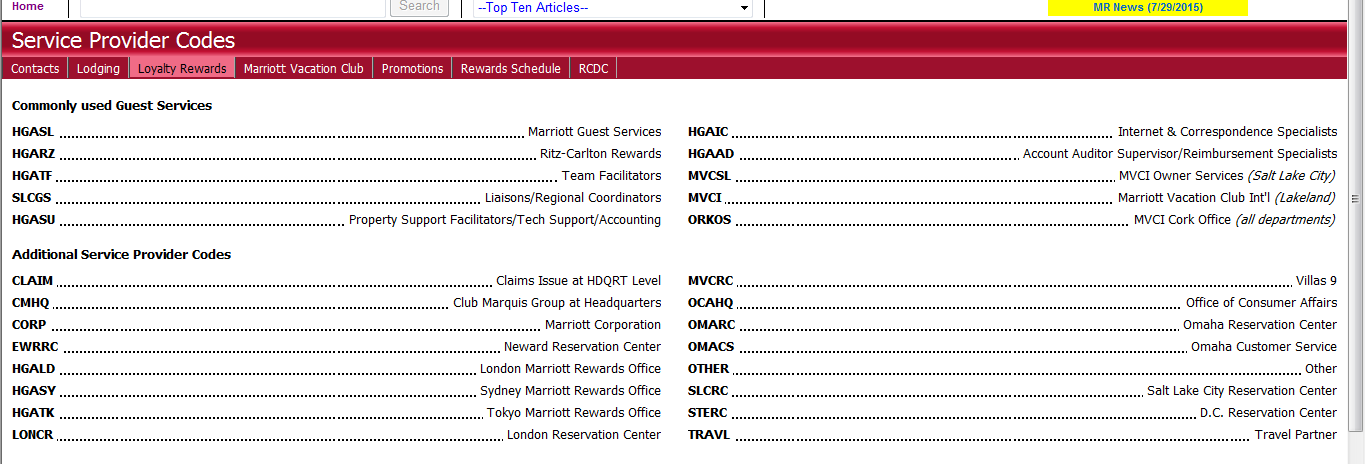 Home Search --Top Ten Articles-- MR News (7/29/2015)
Service Provider Codes
Contacts Lodging Loyalty Rewards Marriott Vacation Club Promotions Rewards Schedule RCDC
Commonly used Guest Services
HGASL Marriott Guest Services
HGARZ Ritz-Carlton Rewards
HGATF Team Facilitators
SLCGS Liaisons/Regional Coordinators
HGASU Property Support Facilitators/Tech Support/Accounting
HGAIC Internet & Correspondence Specialists
HGAAD Account Auditor Supervisor/Reimbursement Specialists
MVCSL MVCI Owner Services (Salt Lake City)
MVCI Marriott Vacation Club Int'l (Lakeland)
ORKOS MVCI Cork Office (all departments)
Additional Service Provider Codes
CLAIM Claims Issue at HDQRT Level
CMHQ Club Marquis Group at Headquarters
CORP Marriott Corporation
EWRRC Neward Reservation Center
HGALD London Marriott Rewards Office
HGASY Sydney Marriott Rewards Office
HGATK Tokyo Marriott Rewards Office
LONCR London Reservation Center
MVCRC Villas 9
OCAHQ Office of Consumer Affairs
OMARC Omaha Reservation Center
OMACS Omaha Customer Service
OTHER Other
SLCRC Salt Lake City Reservation Center
STERC D.C. Reservation Center
TRAVL Travel Partner